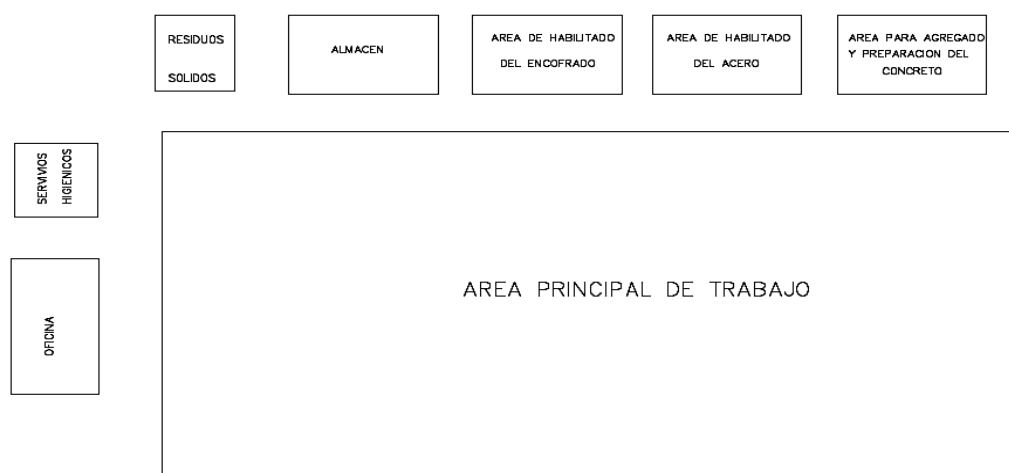 RESIDUOS
SOLIDOS
ALMACEN
AREA DE HABILITADO
DEL ENCOFRADO
AREA DE HABILITADO
DEL ACERO
AREA PARA AGREGADO
Y PREPARACION DEL
CONCRETO
SERVIVIOS
HIGIENICOS
OFICINA
AREA PRINCIPAL DE TRABAJO